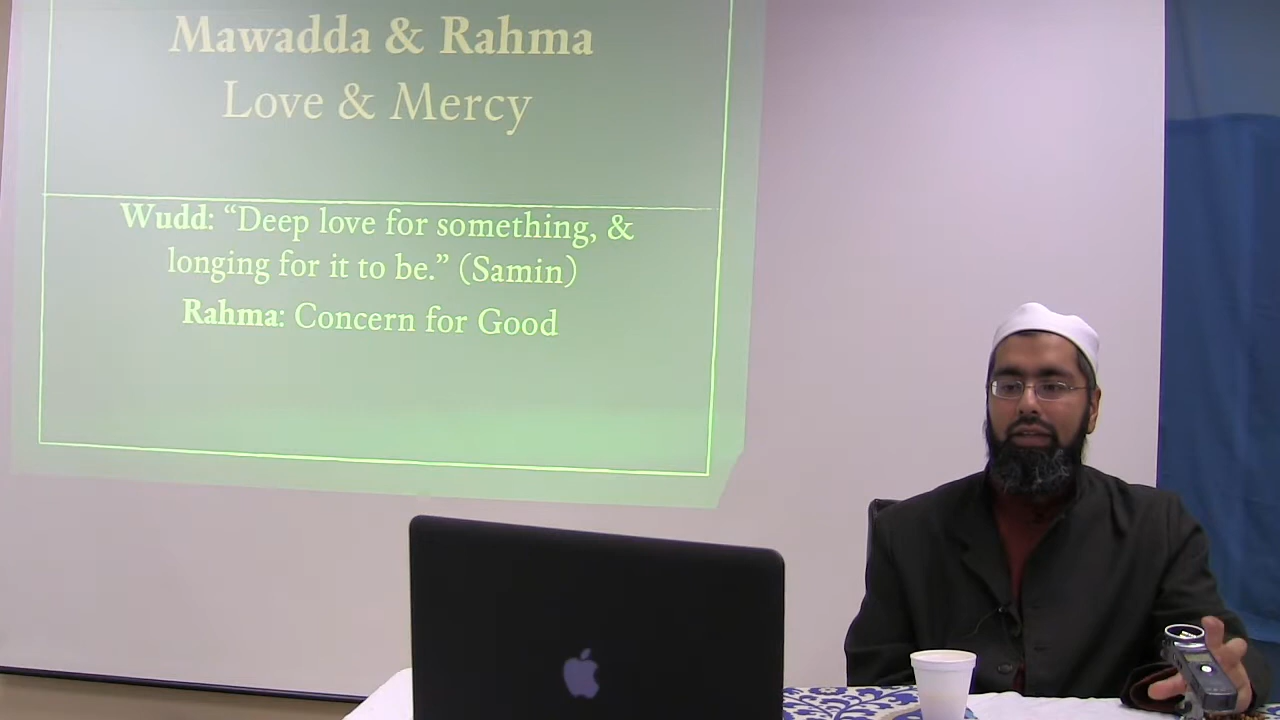 Mawadda & Rahma
Love & Mercy
Wudd: “Deep love for something, &
longing for it to be.” (Samin)
Rahma: Concern for Good